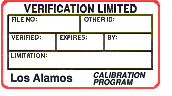 VERIFICATION LIMITED
FILE NO: OTHER ID:
VERIFIED: EXPIRES: BY:
LIMITATION:
Los Alamos CALIBRATION
PROGRAM